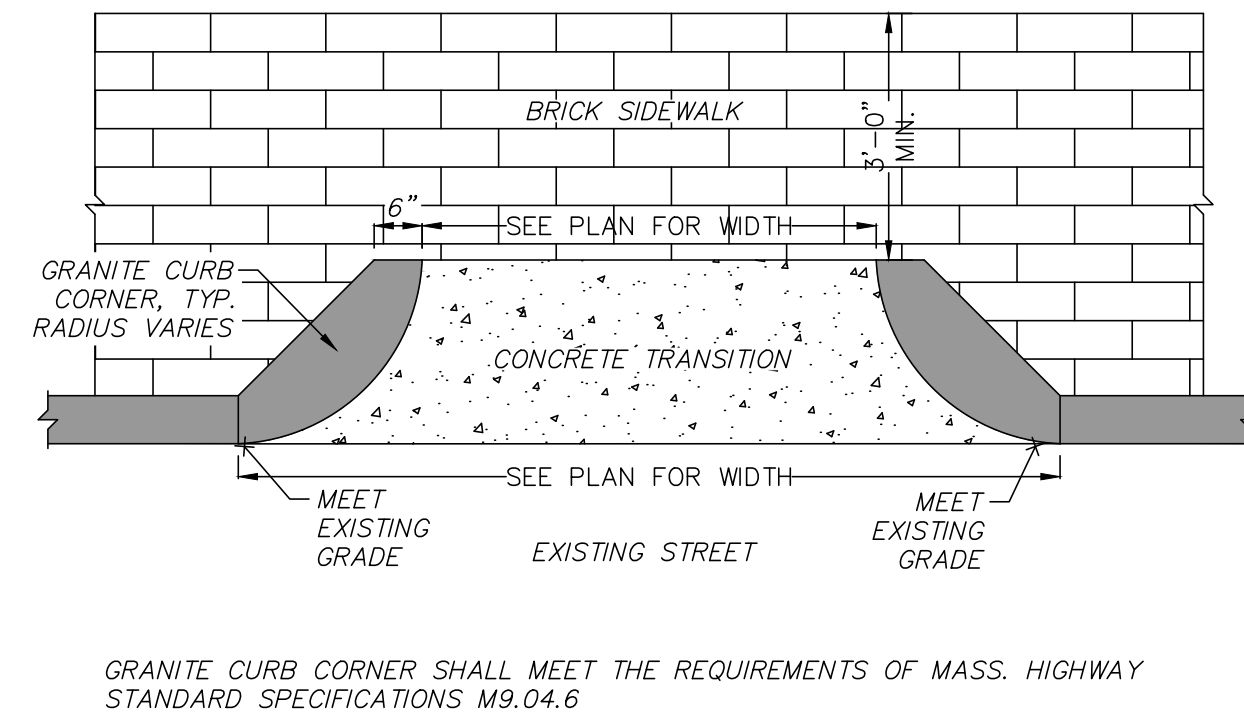 BRICK SIDEWALK
3'-0"
MIN.
6"
SEE PLAN FOR WIDTH
GRANITE CURB
CORNER, TYP.
RADIUS VARIES
CONCRETE TRANSITION
SEE PLAN FOR WIDTH
MEET
EXISTING
GRADE
MEET
EXISTING
GRADE
EXISTING STREET
GRANITE CURB CORNER SHALL MEET THE REQUIREMENTS OF MASS. HIGHWAY
STANDARD SPECIFICATIONS M9.04.6